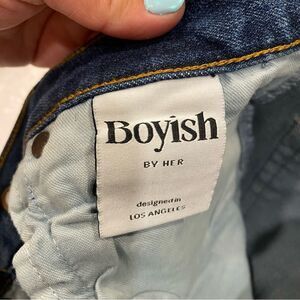 Boyish
BY HER
designed in
LOS ANGELES